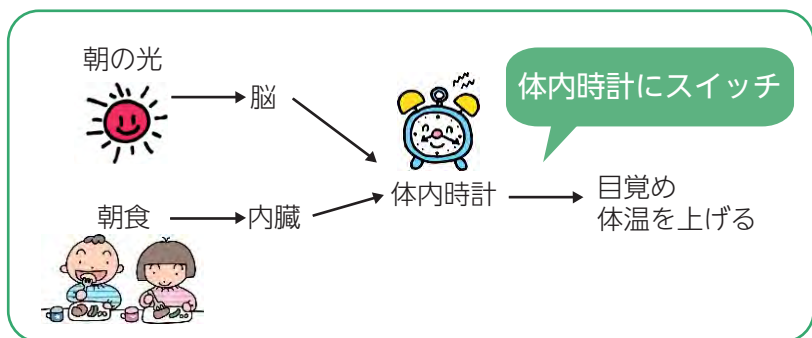 朝の光
脳
体内時計にスイッチ
朝食
内臓
体内時計
目覚め
体温を上げる